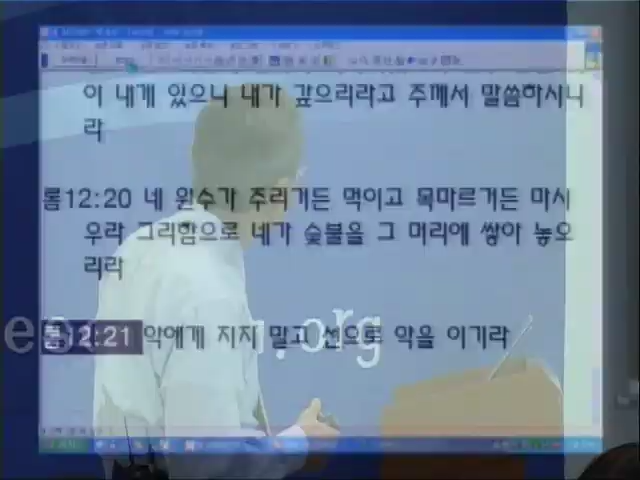 이 내게 있으니 내가 갚으리라고 주께서 말씀하시니
라
롬12:20 네 원수가 주리거든 먹이고 목마르거든 마시
우라 그리함으로 네가 숯불을 그 머리에 쌓아 놓으
리라
롬12:21 악에게 지지 말고 선으로 악을 이기라
.org